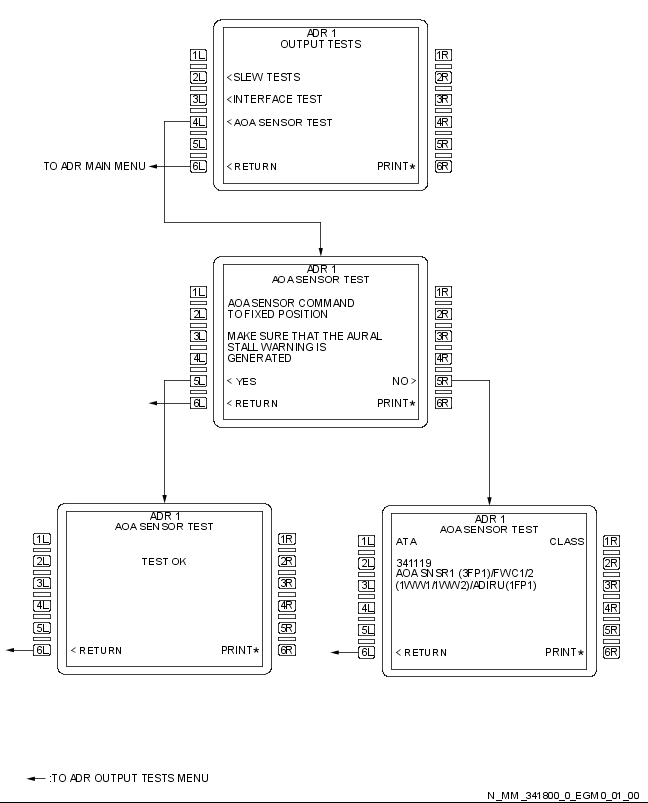 ADR 1
OUTPUT TESTS
1L 1R
2L <SLEW TESTS 2R
3L <INTERFACE TEST 3R
4L <AOA SENSOR TEST 4R
5L 5R
TO ADR MAIN MENU 6L <RETURN PRINT* 6R
ADR 1
AOA SENSOR TEST
1L 1R
AOA SENSOR COMMAND
2L TO FIXED POSITION 2R
3L MAKE SURE THAT THE AURAL 3R
STALL WARNING IS
4L GENERATED 4R
5L < YES NO > 5R
6L < RETURN PRINT* 6R
ADR 1
AOA SENSOR TEST
1L 1R
2L TEST OK 2R
3L 3R
4L 4R
5L 5R
6L < RETURN PRINT* 6R
ADR 1
AOA SENSOR TEST
1L ATA CLASS 1R
2L 341119 2R
AOA SNSR1 (3FP1)/FWC1/2
3L (1WW1/1WW2)/ADIRU(1FP1) 3R
4L 4R
5L 5R
6L < RETURN PRINT* 6R
:TO ADR OUTPUT TESTS MENU
N_MM_341800_0_EGM0_01_00